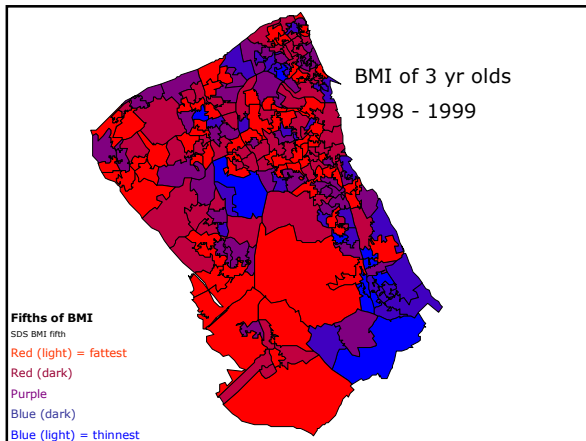 BMI of 3 yr olds
1998 - 1999
Fifths of BMI
SDS BMI fifth
Red (light) = fattest
Red (dark)
Purple
Blue (dark)
Blue (light) = thinnest